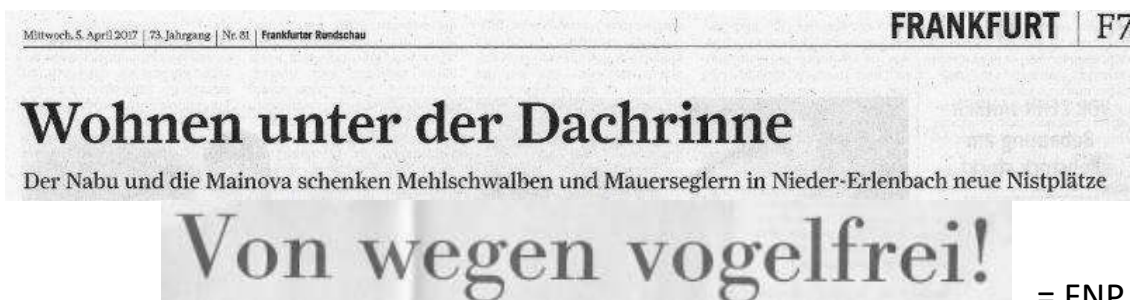 Mittwoch, 5. April 2017 | 73. Jahrgang | Nr. 81 | Frankfurter Rundschau FRANKFURT | F7
Wohnen unter der Dachrinne
Der Nabu und die Mainova schenken Mehlschwalben und Mauerseglern in Nieder-Erlenbach neue Nistplätze
Von wegen vogelfrei!
= FNP